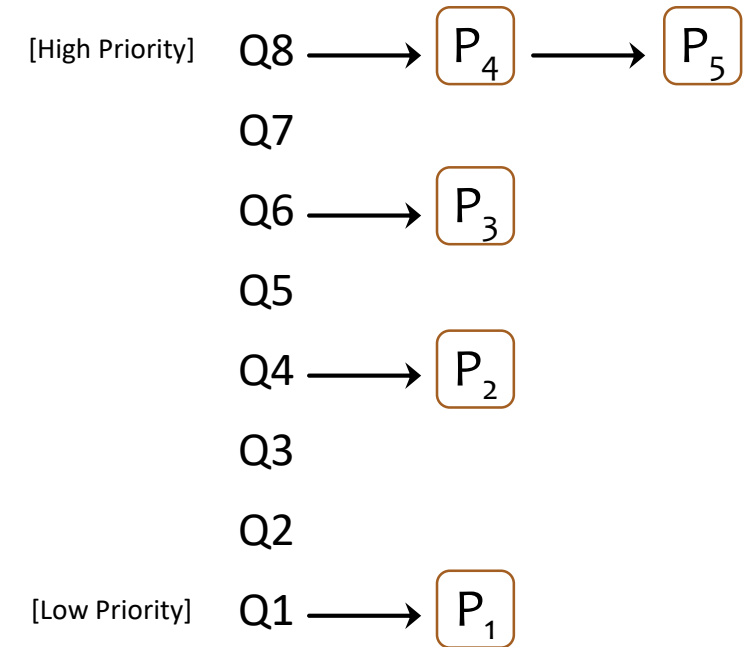 [High Priority] Q8 P4 P5
Q7
Q6 P3
Q5
Q4 P2
Q3
Q2
[Low Priority] Q1 P1